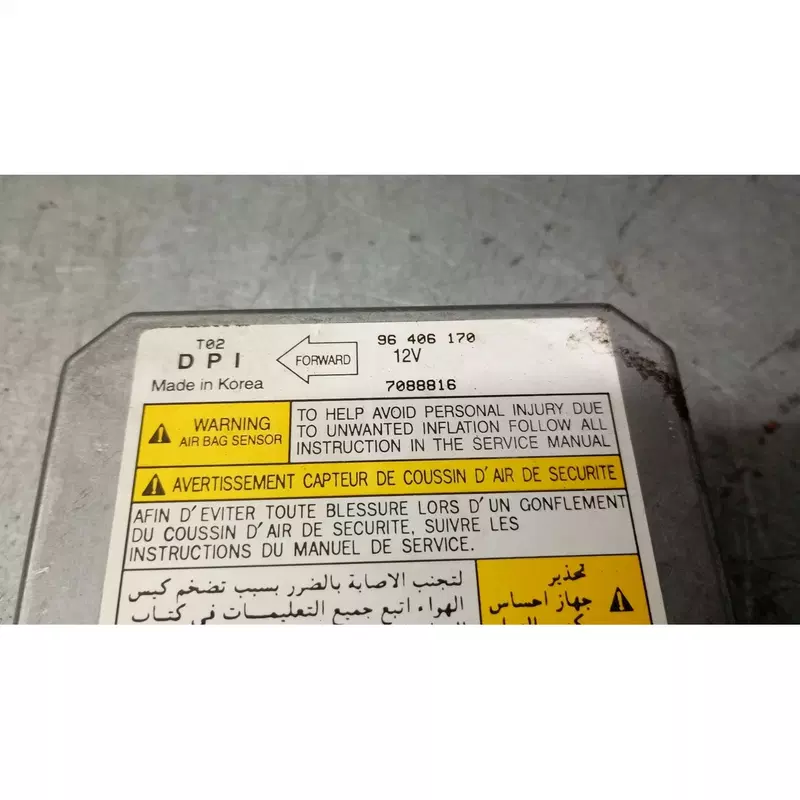 T02
96 406 170
DPI
FORWARD
12V
Made in Korea
7088816
WARNING
AIR BAG SENSOR
TO HELP AVOID PERSONAL INJURY DUE
TO UNWANTED INFLATION FOLLOW ALL
INSTRUCTION IN THE SERVICE MANUAL
AVERTISSEMENT CAPTEUR DE COUSSIN D'AIR DE SECURITE
AFIN D'EVITER TOUTE BLESSURE LORS D'UN GONFLEMENT
DU COUSSIN D'AIR DE SECURITE, SUIVRE LES
INSTRUCTIONS DU MANUEL DE SERVICE.
تحذير
جهاز احساس
لتجنب الاصابة بالضرر بسبب تضخم كيس
الهواء اتبع جميع التعليمات في كتاب